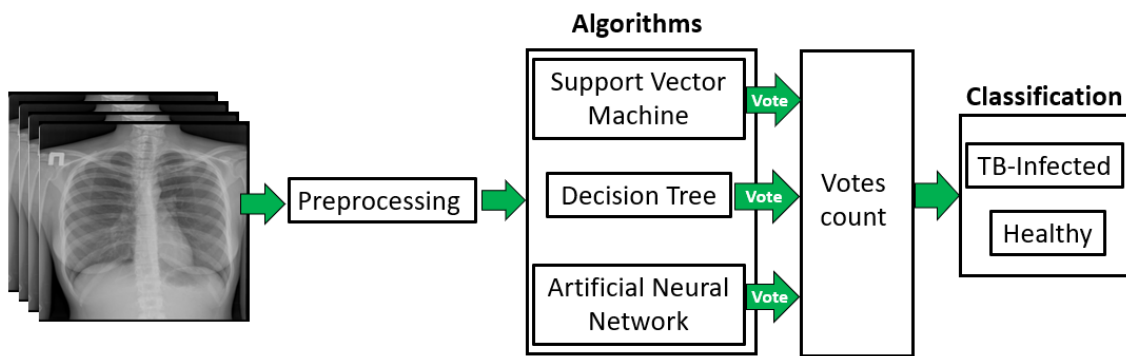 Algorithms
Support Vector
Machine
Vote
Classification
TB-Infected
Preprocessing
Decision Tree
Vote
Votes
count
Healthy
Artificial Neural
Network
Vote